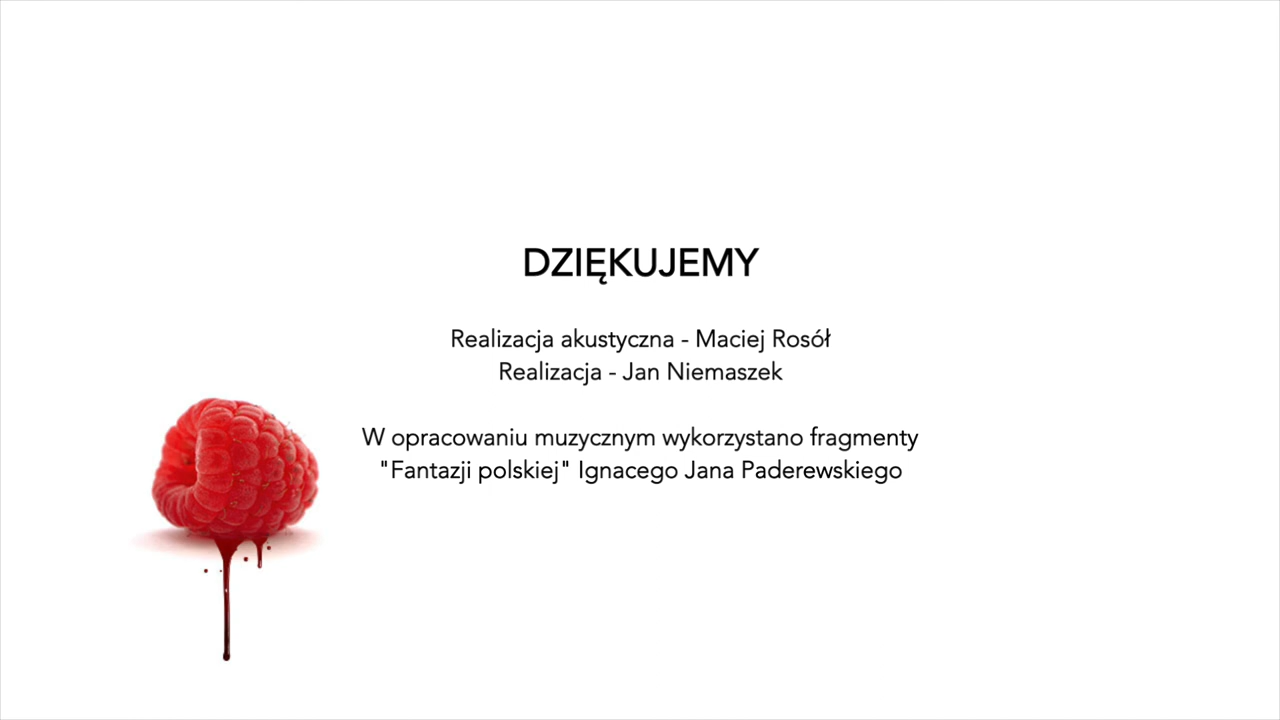 DZIĘKUJEMY
Realizacja akustyczna - Maciej Rosół
Realizacja - Jan Niemaszek
W opracowaniu muzycznym wykorzystano fragmenty
"Fantazji polskiej" Ignacego Jana Paderewskiego